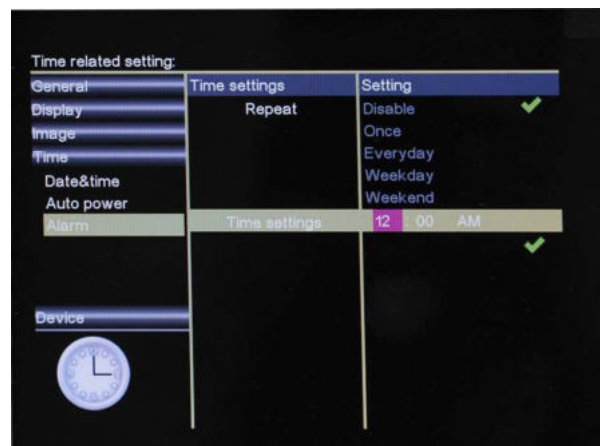 Time related setting:
General Time settings Setting
Display Repeat Disable
Image Once
Time Everyday
Date&time Weekday
Auto power Weekend
Alarm Time settings 12 : 00 AM
Device